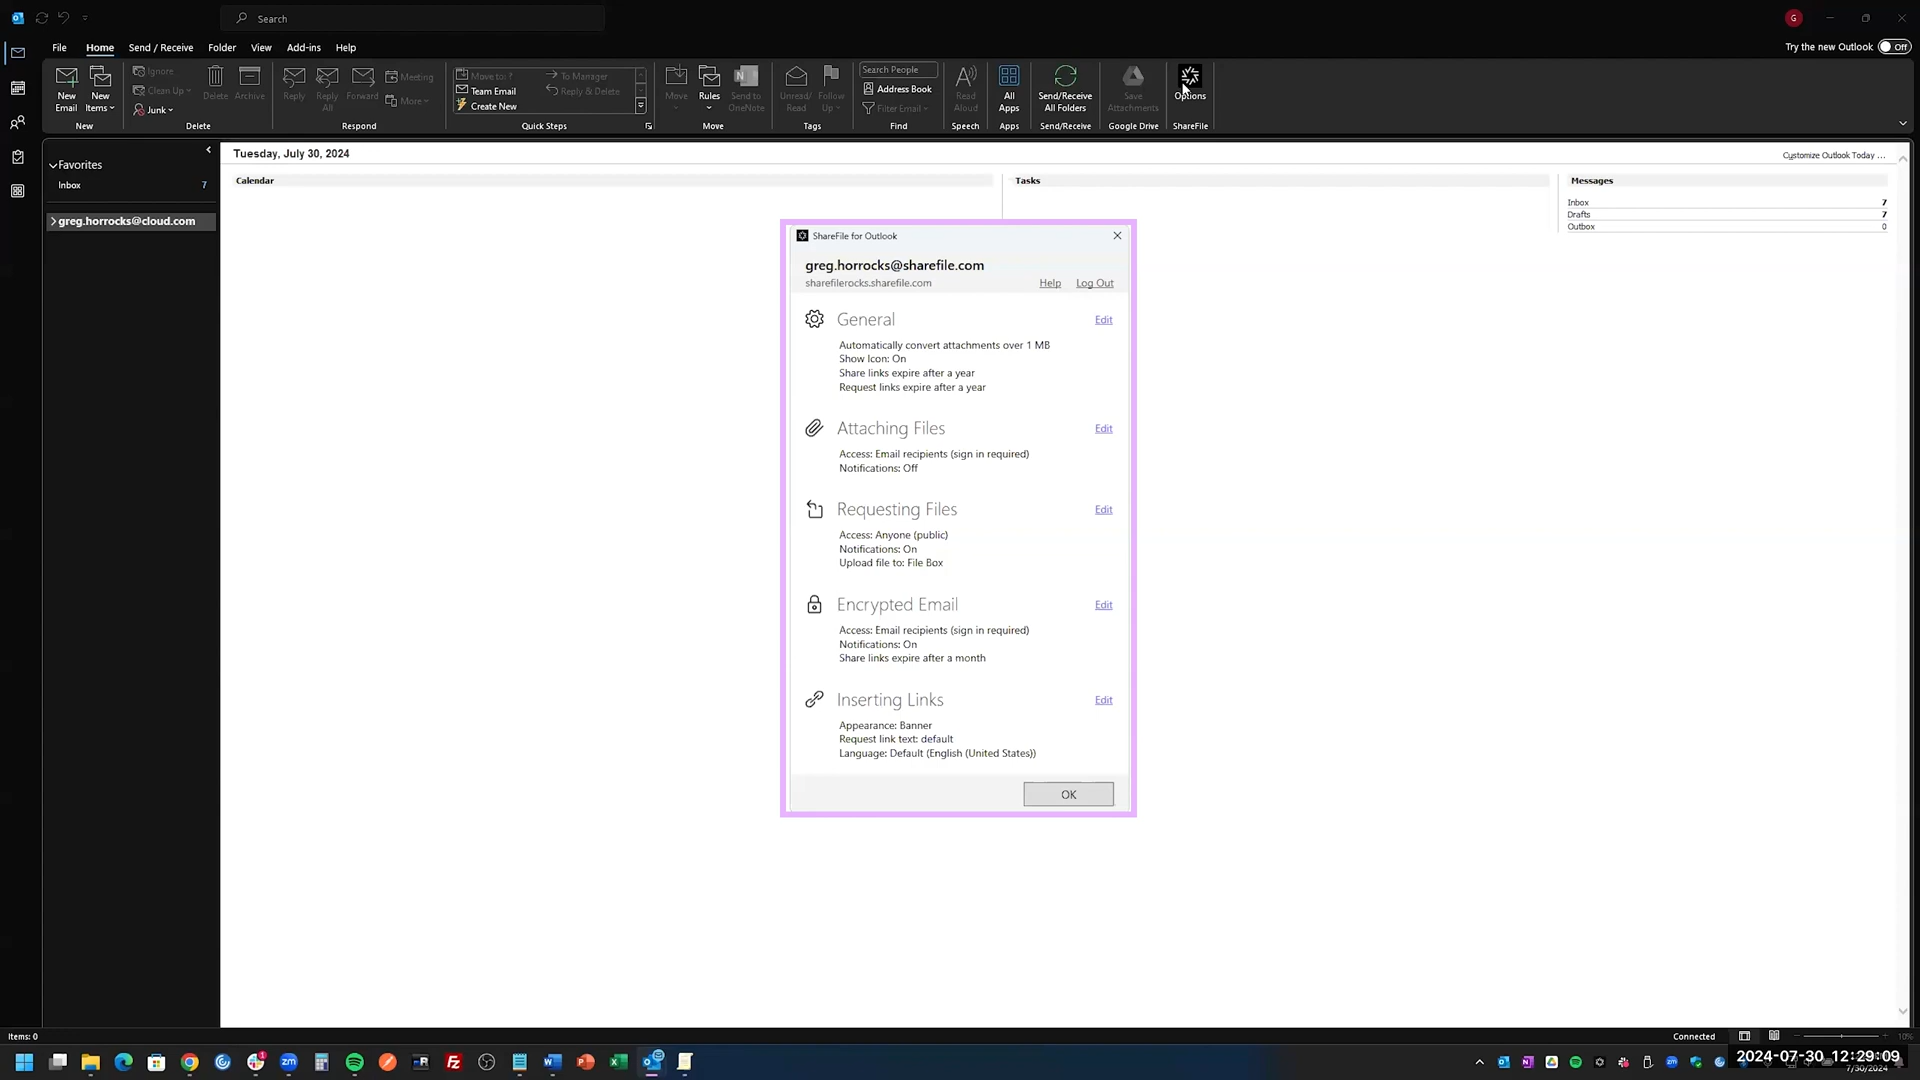 Search
G
File Home Send / Receive Folder View Add-ins Help
Try the new Outlook Off
New Email
New Items
New
Ignore
Clean Up
Junk
Delete
Archive
Delete
Reply
Reply All
Forward
Meeting
More
Respond
Move to: ?
Team Email
Create New
To Manager
Reply & Delete
Quick Steps
Move
Rules
Send to OneNote
Move
Unread/ Read
Follow Up
Tags
Search People
Address Book
Filter Email
Find
Read Aloud
Speech
All Apps
Apps
Send/Receive All Folders
Send/Receive
Save Attachments
Google Drive
Options
ShareFile
Favorites
Inbox 7
greg.horrocks@cloud.com
Tuesday, July 30, 2024
Customize Outlook Today ...
Calendar
Tasks
Messages
Inbox 7
Drafts 7
Outbox 0
ShareFile for Outlook
greg.horrocks@sharefile.com
sharefilerocks.sharefile.com
Help Log Out
General Edit
Automatically convert attachments over 1 MB
Show Icon: On
Share links expire after a year
Request links expire after a year
Attaching Files Edit
Access: Email recipients (sign in required)
Notifications: Off
Requesting Files Edit
Access: Anyone (public)
Notifications: On
Upload file to: File Box
Encrypted Email Edit
Access: Email recipients (sign in required)
Notifications: On
Share links expire after a month
Inserting Links Edit
Appearance: Banner
Request link text: default
Language: Default (English (United States))
OK
Items: 0
Connected
10%
2024-07-30 12:29:09
7/30/2024